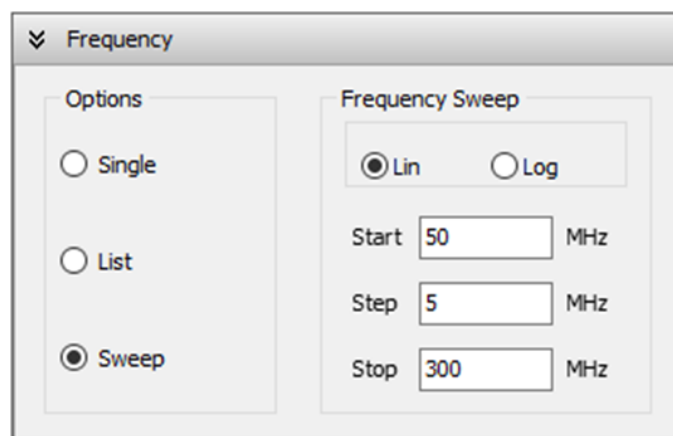 Frequency
Options
Single
List
Sweep
Frequency Sweep
Lin Log
Start 50 MHz
Step 5 MHz
Stop 300 MHz